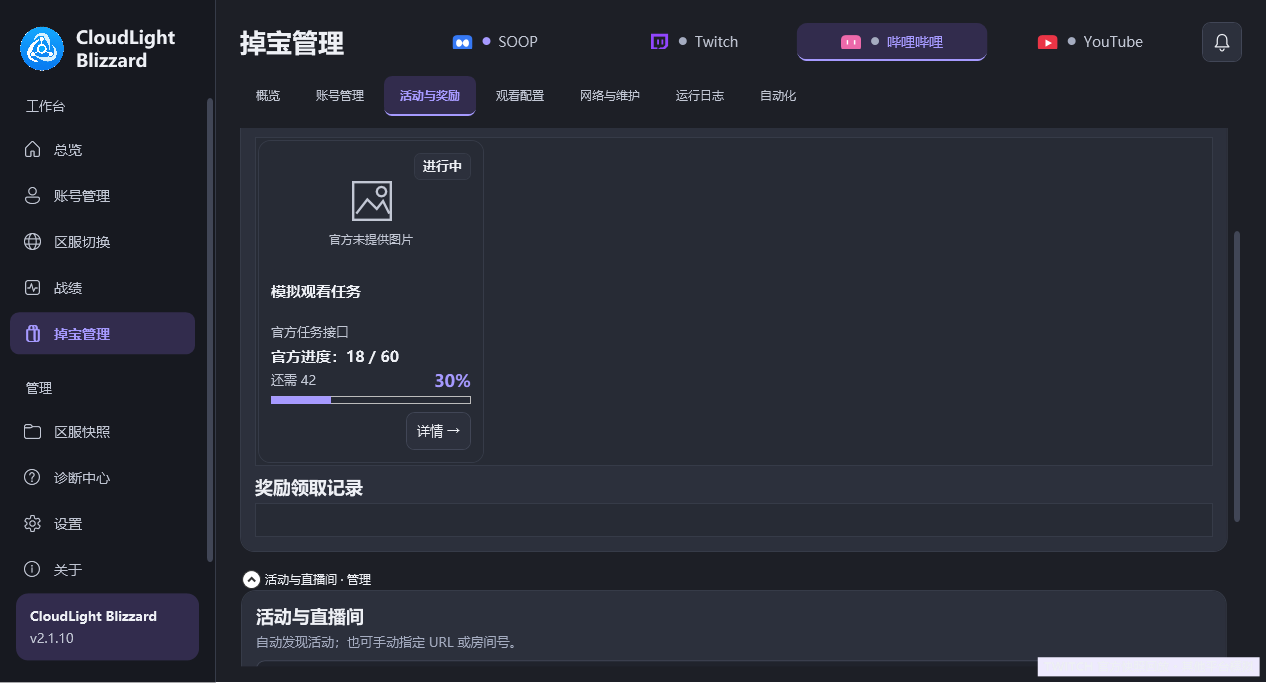 CloudLight
Blizzard
工作台
总览
账号管理
区服切换
战绩
掉宝管理
管理
区服快照
诊断中心
设置
关于
CloudLight Blizzard
v2.1.10
掉宝管理
SOOP
Twitch
哔哩哔哩
YouTube
概览
账号管理
活动与奖励
观看配置
网络与维护
运行日志
自动化
进行中
官方未提供图片
模拟观看任务
官方任务接口
官方进度：18 / 60
还需 42
30%
详情 →
奖励领取记录
活动与直播间 · 管理
活动与直播间
自动发现活动；也可手动指定 URL 或房间号。